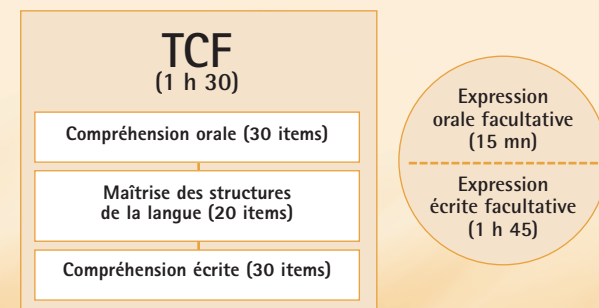 TCF
(1 h 30)
Compréhension orale (30 items)
Maîtrise des structures
de la langue (20 items)
Compréhension écrite (30 items)
Expression
orale facultative
(15 mn)
Expression
écrite facultative
(1 h 45)